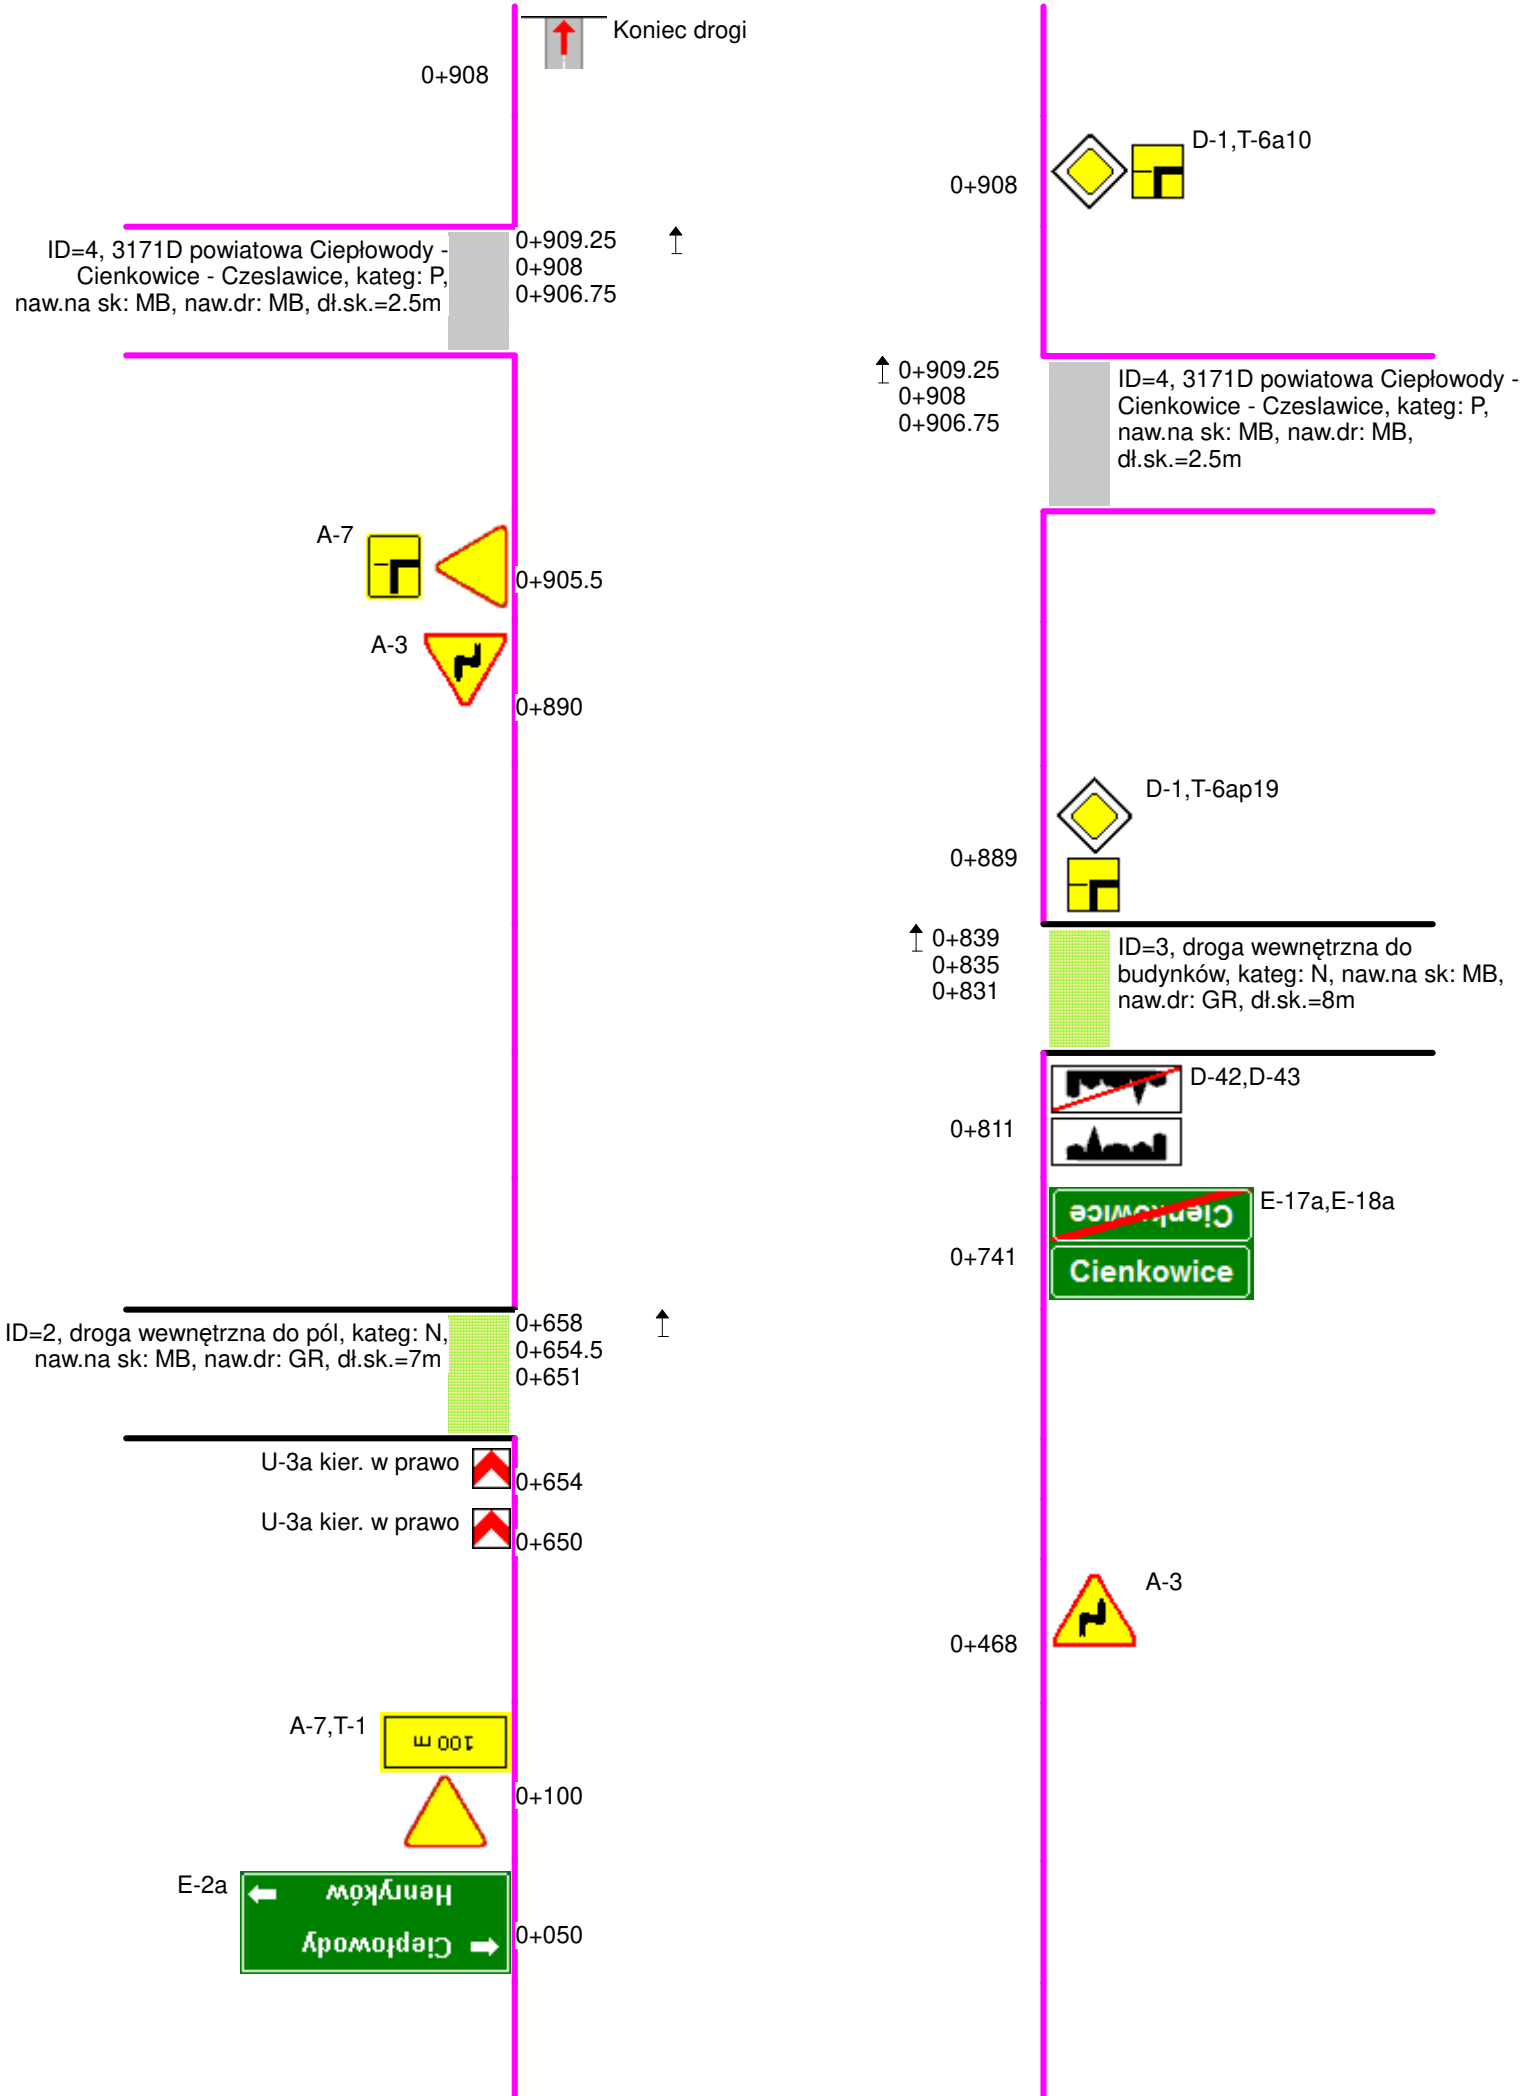 Koniec drogi
0+908
D-1,T-6a10
0+908
ID=4, 3171D powiatowa Ciepłowody -
Cienkowice - Czeslawice, kateg: P,
naw.na sk: MB, naw.dr: MB, dł.sk.=2.5m
0+909.25
0+908
0+906.75
0+909.25
0+908
0+906.75
ID=4, 3171D powiatowa Ciepłowody -
Cienkowice - Czeslawice, kateg: P,
naw.na sk: MB, naw.dr: MB,
dł.sk.=2.5m
A-7
0+905.5
A-3
0+890
D-1,T-6ap19
0+889
0+839
0+835
0+831
ID=3, droga wewnętrzna do
budynków, kateg: N, naw.na sk: MB,
naw.dr: GR, dł.sk.=8m
D-42,D-43
0+811
Cienkowice
E-17a,E-18a
0+741
Cienkowice
ID=2, droga wewnętrzna do pól, kateg: N,
naw.na sk: MB, naw.dr: GR, dł.sk.=7m
0+658
0+654.5
0+651
U-3a kier. w prawo
0+654
U-3a kier. w prawo
0+650
A-3
0+468
A-7,T-1
100 m
0+100
E-2a
Henryków
Ciepłowody
0+050